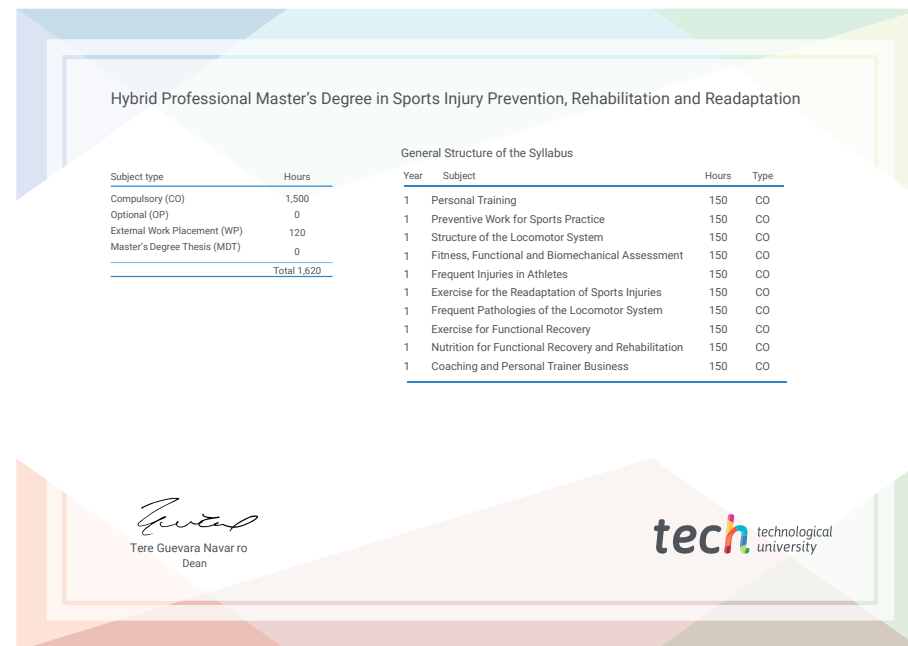 Hybrid Professional Master's Degree in Sports Injury Prevention, Rehabilitation and Readaptation
Subject type Hours
Compulsory (CO) 1,500
Optional (OP) 0
External Work Placement (WP) 120
Master's Degree Thesis (MDT) 0
Total 1,620
General Structure of the Syllabus
Year Subject Hours Type
1 Personal Training 150 CO
1 Preventive Work for Sports Practice 150 CO
1 Structure of the Locomotor System 150 CO
1 Fitness, Functional and Biomechanical Assessment 150 CO
1 Frequent Injuries in Athletes 150 CO
1 Exercise for the Readaptation of Sports Injuries 150 CO
1 Frequent Pathologies of the Locomotor System 150 CO
1 Exercise for Functional Recovery 150 CO
1 Nutrition for Functional Recovery and Rehabilitation 150 CO
1 Coaching and Personal Trainer Business 150 CO
Tere Guevara Navar ro
Dean
tech technological
university